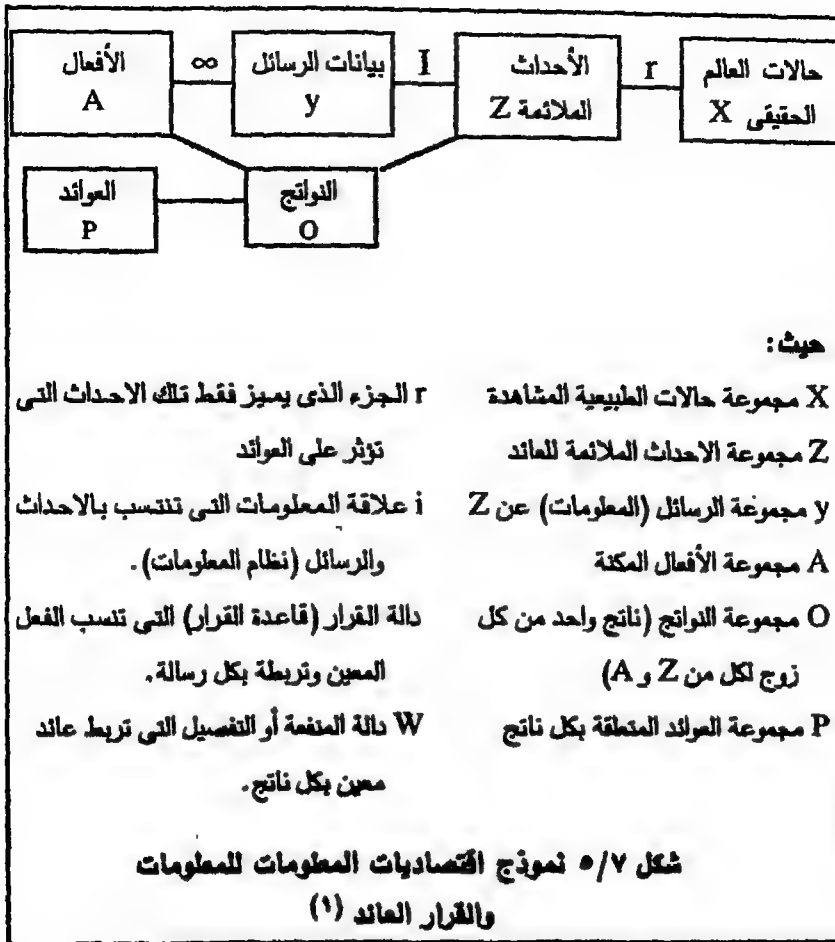 حالات العالم
الحقيقى X
r
الأحداث
الملائمة Z
I
بيانات الرسائل
y
∞
الأفعال
A
النواتج
O
العوائد
P
حيث:
X مجموعة حالات الطبيعية المشاهدة
Z مجموعة الاحداث الملائمة للعائد
y مجموعة الرسائل (المعلومات) عن Z
A مجموعة الأفعال المكنة
O مجموعة النواتج (ناتج واحد من كل
زوج لكل من Z و A)
P مجموعة العوائد المتعلقة بكل ناتج
r الجزء الذى يميز فقط تلك الاحداث التى
تؤثر على العوائد
i علاقة المعلومات التى تنتسب بالاحداث
والرسائل (نظام المعلومات).
دالة القرار (قاعدة القرار) التى تنسب الفعل
المعين وتربطة بكل رسالة.
W دالة المنفعة أو التفصيل التى تربط عائد
معين بكل ناتج.
شكل ٥/٧ نموذج اقتصاديات المعلومات للمعلومات
والقرار العائد (١)